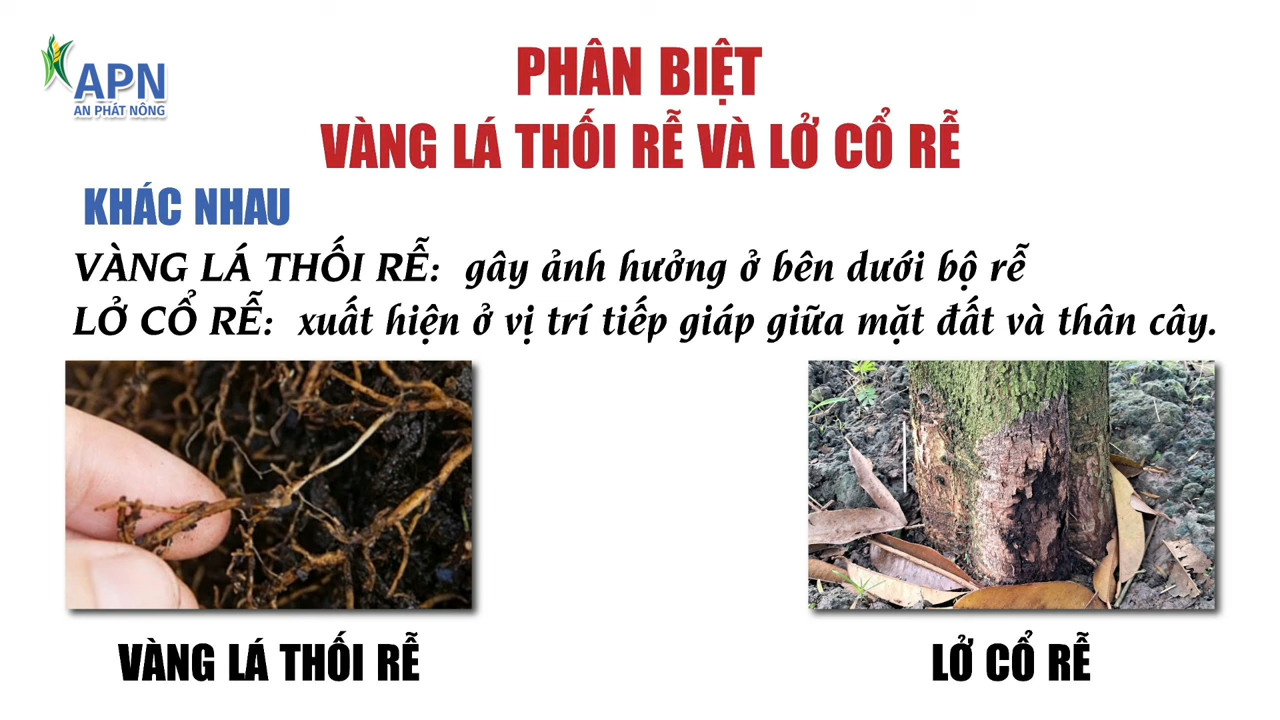 APN
AN PHÁT NÔNG
PHÂN BIỆT
VÀNG LÁ THỐI RỄ VÀ LỞ CỔ RỄ
KHÁC NHAU
VÀNG LÁ THỐI RỄ: gây ảnh hưởng ở bên dưới bộ rễ
LỞ CỔ RỄ: xuất hiện ở vị trí tiếp giáp giữa mặt đất và thân cây.
VÀNG LÁ THỐI RỄ
LỞ CỔ RỄ